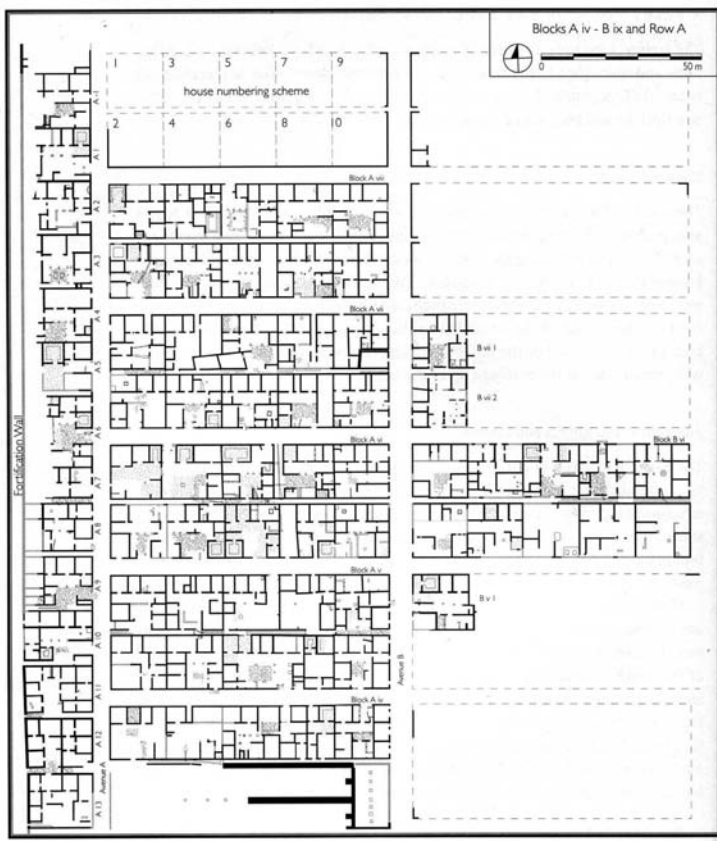 Blocks A iv - B ix and Row A
0
50 m
1 3 5 7 9
house numbering scheme
2 4 6 8 10
A -1
A 1
Block A viii
A 2
A 3
A 4
Block A vii
B vii 1
A 5
B vii 2
A 6
Fortification Wall
Block A vi
Block B vi
A 7
A 8
Block A v
A 9
B v 1
A 10
Avenue B
A 11
Block A iv
A 12
Avenue A
A 13